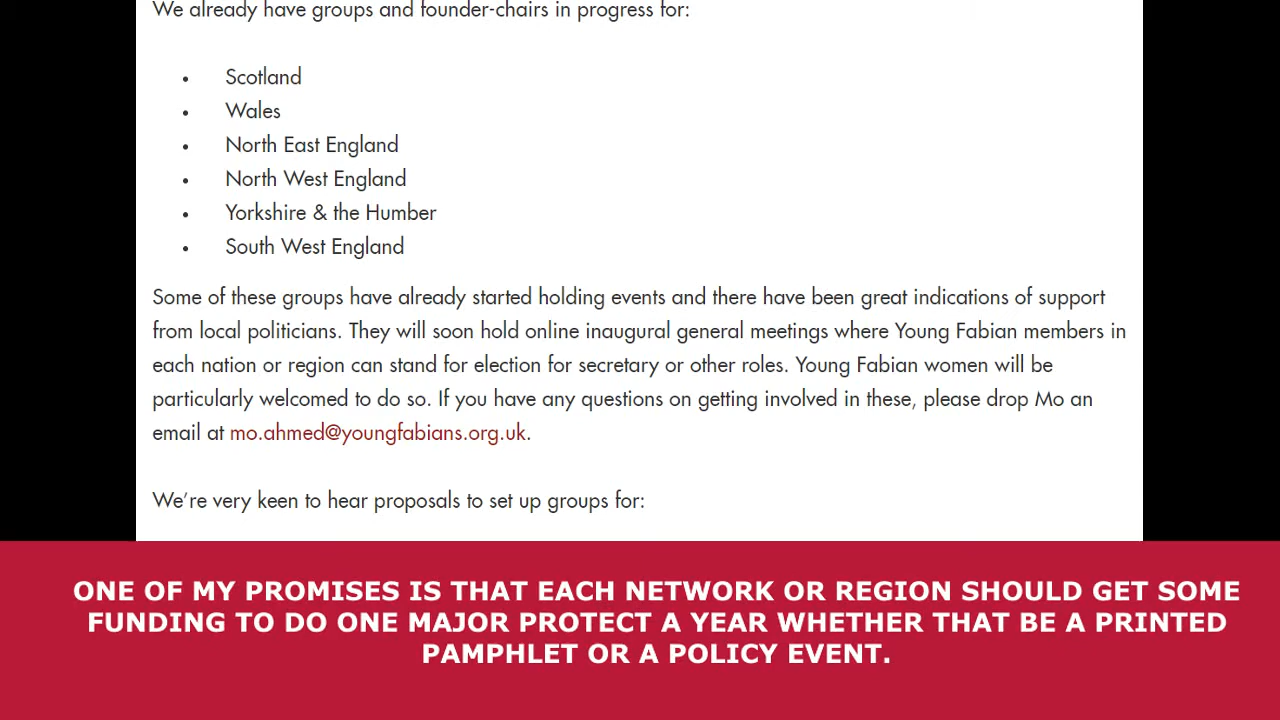 We already have groups and founder-chairs in progress for:
• Scotland
• Wales
• North East England
• North West England
• Yorkshire & the Humber
• South West England
Some of these groups have already started holding events and there have been great indications of support
from local politicians. They will soon hold online inaugural general meetings where Young Fabian members in
each nation or region can stand for election for secretary or other roles. Young Fabian women will be
particularly welcomed to do so. If you have any questions on getting involved in these, please drop Mo an
email at mo.ahmed@youngfabians.org.uk.
We’re very keen to hear proposals to set up groups for:
ONE OF MY PROMISES IS THAT EACH NETWORK OR REGION SHOULD GET SOME
FUNDING TO DO ONE MAJOR PROTECT A YEAR WHETHER THAT BE A PRINTED
PAMPHLET OR A POLICY EVENT.